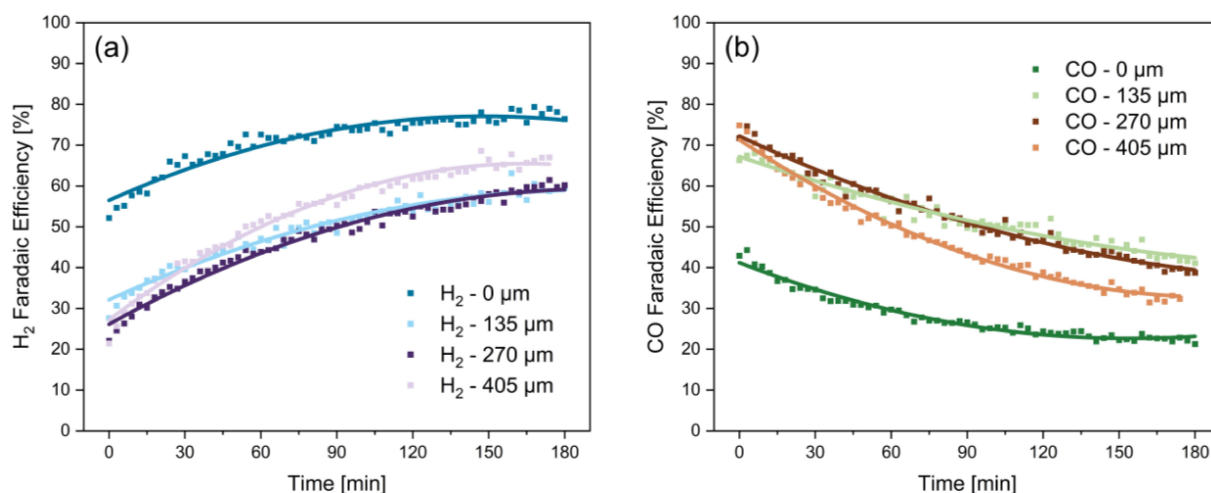 (a)
H₂ Faradaic Efficiency [%]
100
90
80
70
60
50
40
30
20
10
0
0
30
60
90
120
150
180
Time [min]
H₂ - 0 µm
H₂ - 135 µm
H₂ - 270 µm
H₂ - 405 µm
(b)
CO Faradaic Efficiency [%]
100
90
80
70
60
50
40
30
20
10
0
0
30
60
90
120
150
180
Time [min]
CO - 0 µm
CO - 135 µm
CO - 270 µm
CO - 405 µm